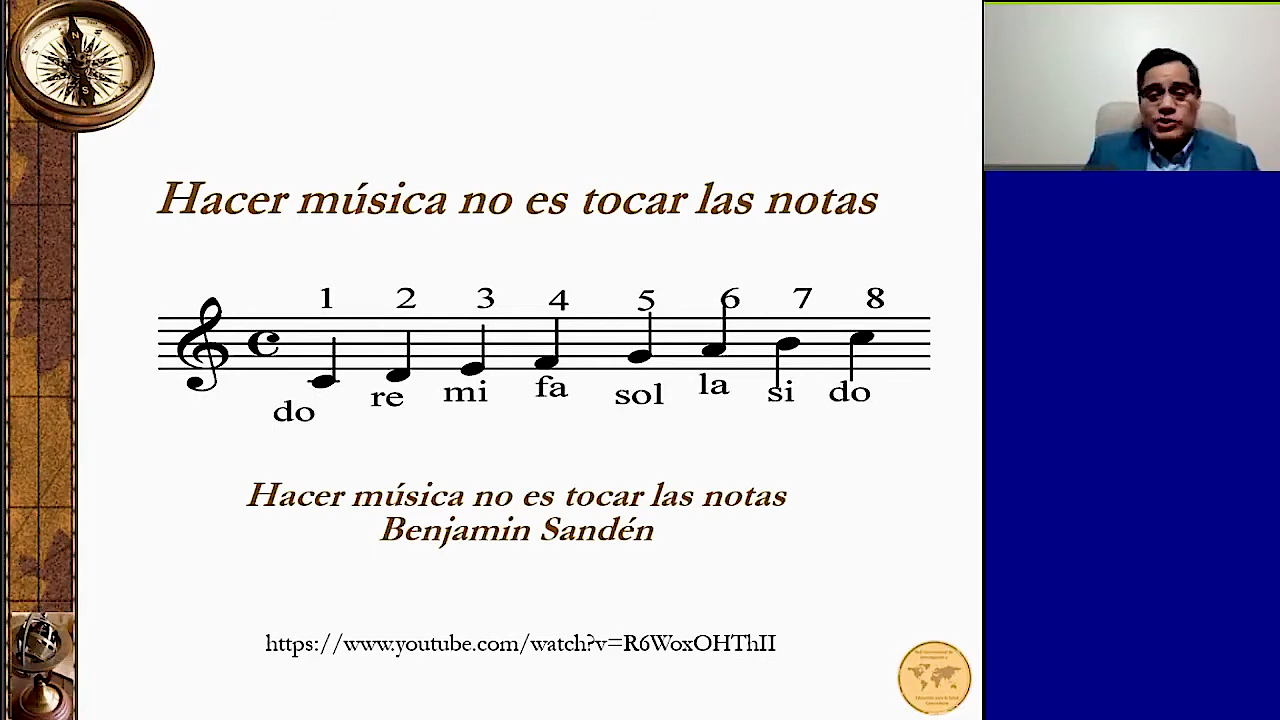 Hacer música no es tocar las notas
1 2 3 4 5 6 7 8
do re mi fa sol la si do
Hacer música no es tocar las notas
Benjamin Sandén
https://www.youtube.com/watch?v=R6WoxOHThII
N
S